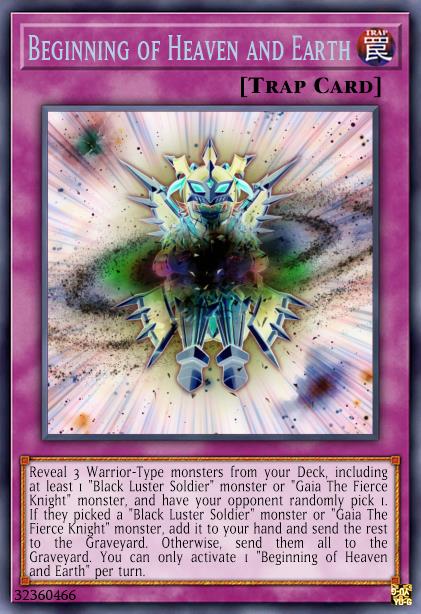 Beginning of Heaven and Earth
TRAP
罠
[Trap Card]
Reveal 3 Warrior-Type monsters from your Deck, including
at least 1 "Black Luster Soldier" monster or "Gaia The Fierce
Knight" monster, and have your opponent randomly pick 1.
If they picked a "Black Luster Soldier" monster or "Gaia The
Fierce Knight" monster, add it to your hand and send the rest
to the Graveyard. Otherwise, send them all to the
Graveyard. You can only activate 1 "Beginning of Heaven
and Earth" per turn.
32360466